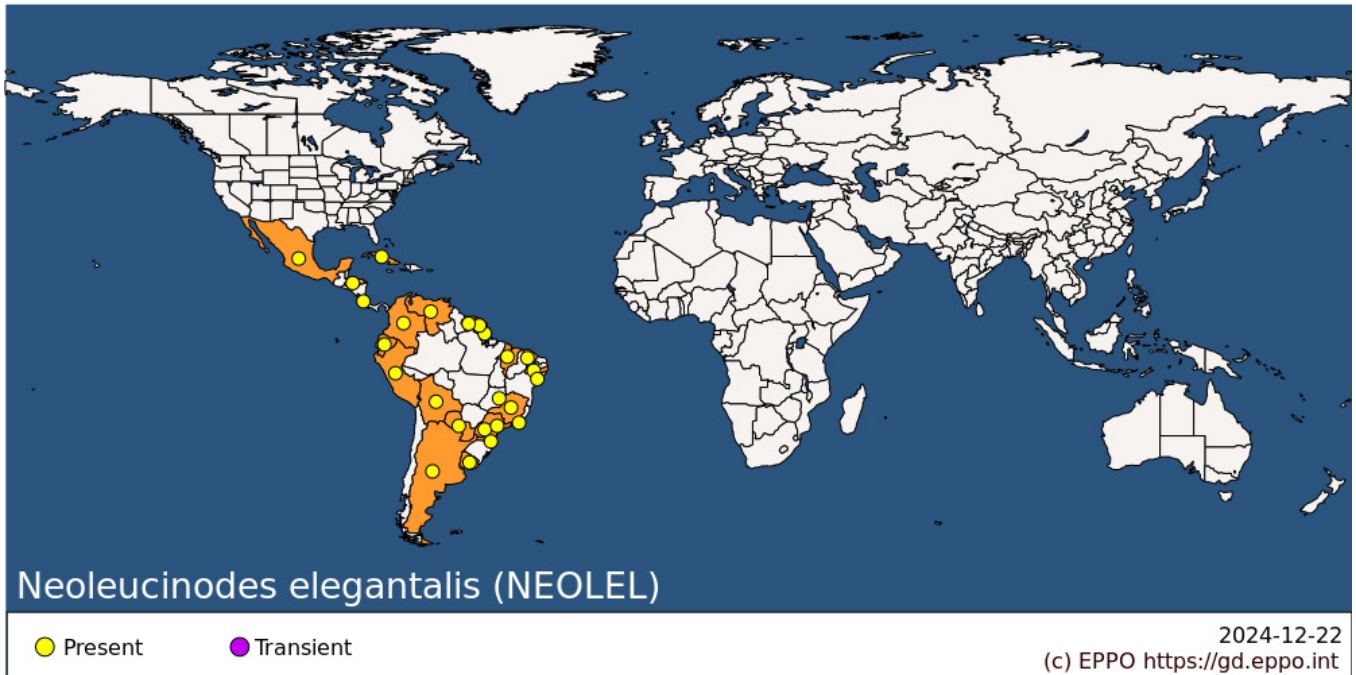 Neoleucinodes elegantalis (NEOLEL)
Present
Transient
2024-12-22
(c) EPPO https://gd.eppo.int